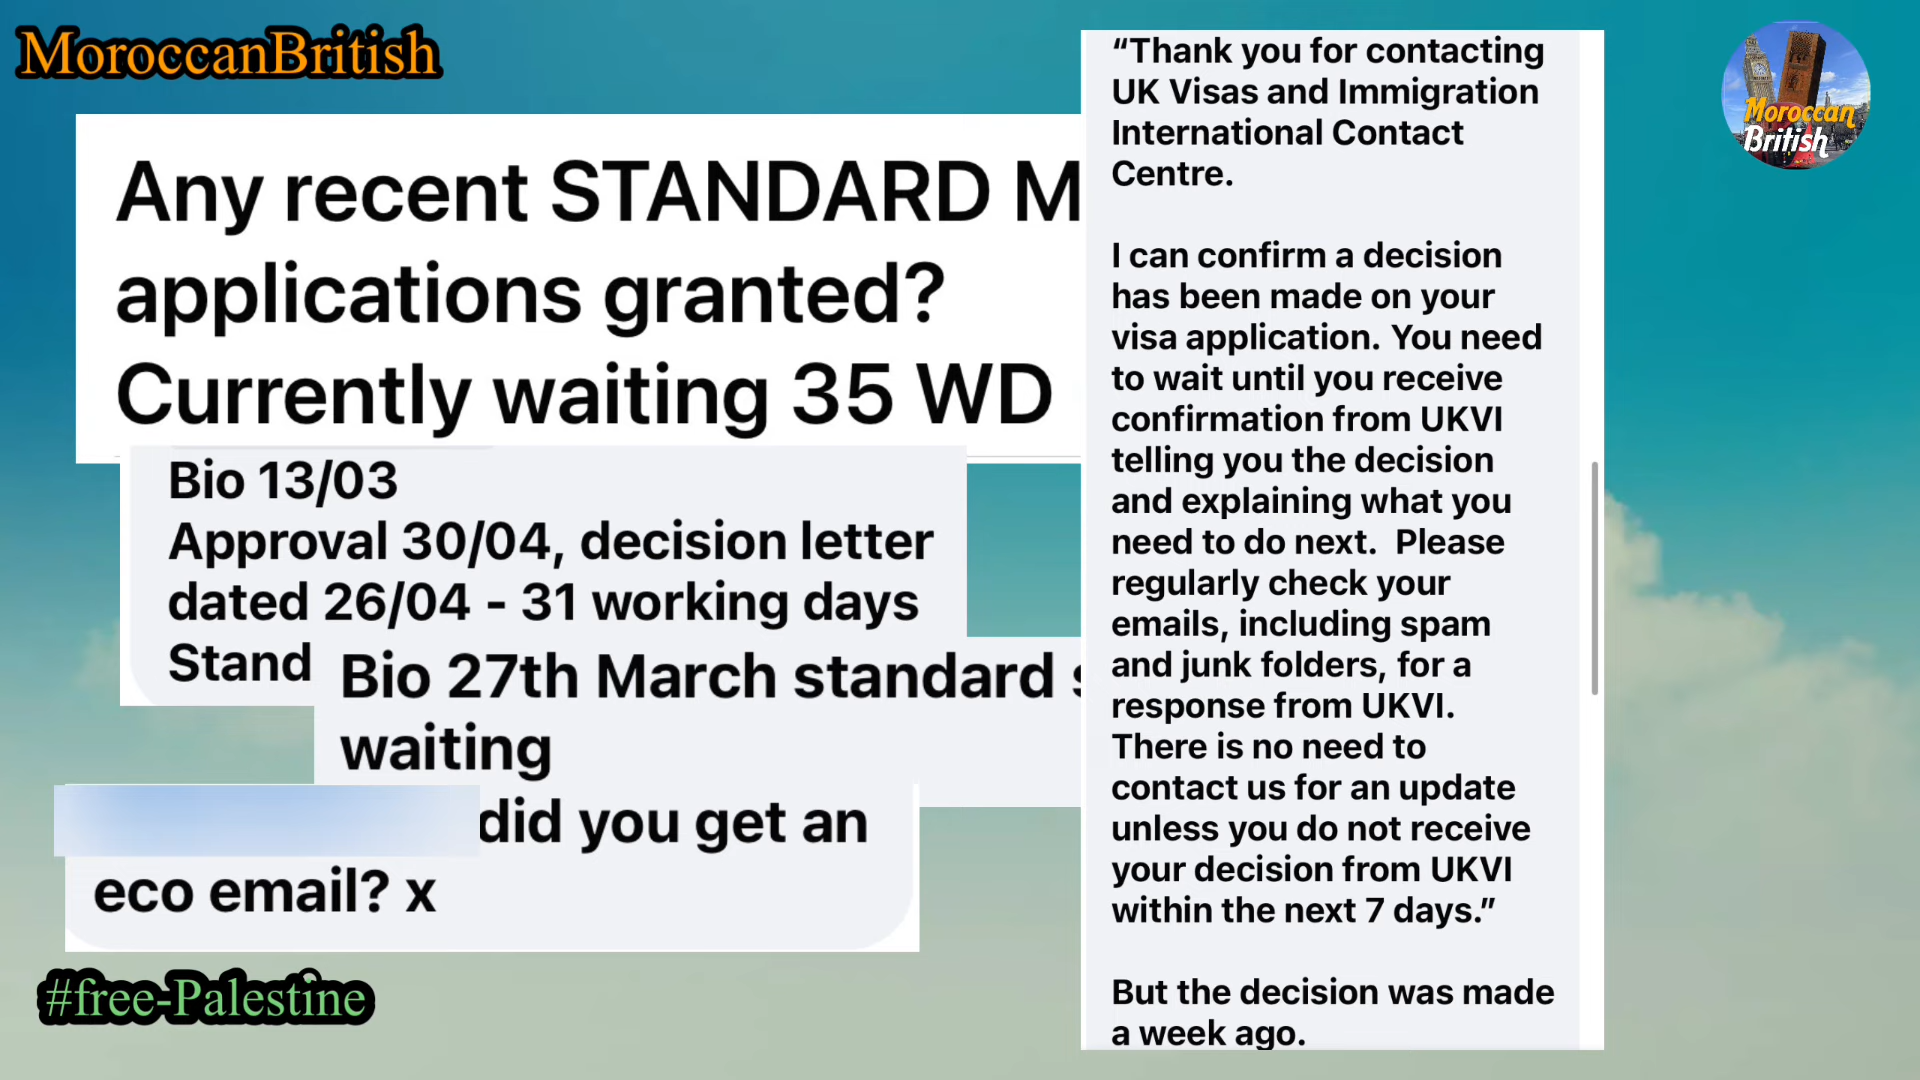 MoroccanBritish
Any recent STANDARD M
applications granted?
Currently waiting 35 WD
Bio 13/03
Approval 30/04, decision letter
dated 26/04 - 31 working days
Stand
Bio 27th March standard s
waiting
did you get an
eco email? x
#free-Palestine
“Thank you for contacting
UK Visas and Immigration
International Contact
Centre.
I can confirm a decision
has been made on your
visa application. You need
to wait until you receive
confirmation from UKVI
telling you the decision
and explaining what you
need to do next.  Please
regularly check your
emails, including spam
and junk folders, for a
response from UKVI.
There is no need to
contact us for an update
unless you do not receive
your decision from UKVI
within the next 7 days.”
But the decision was made
a week ago.
Moroccan
British